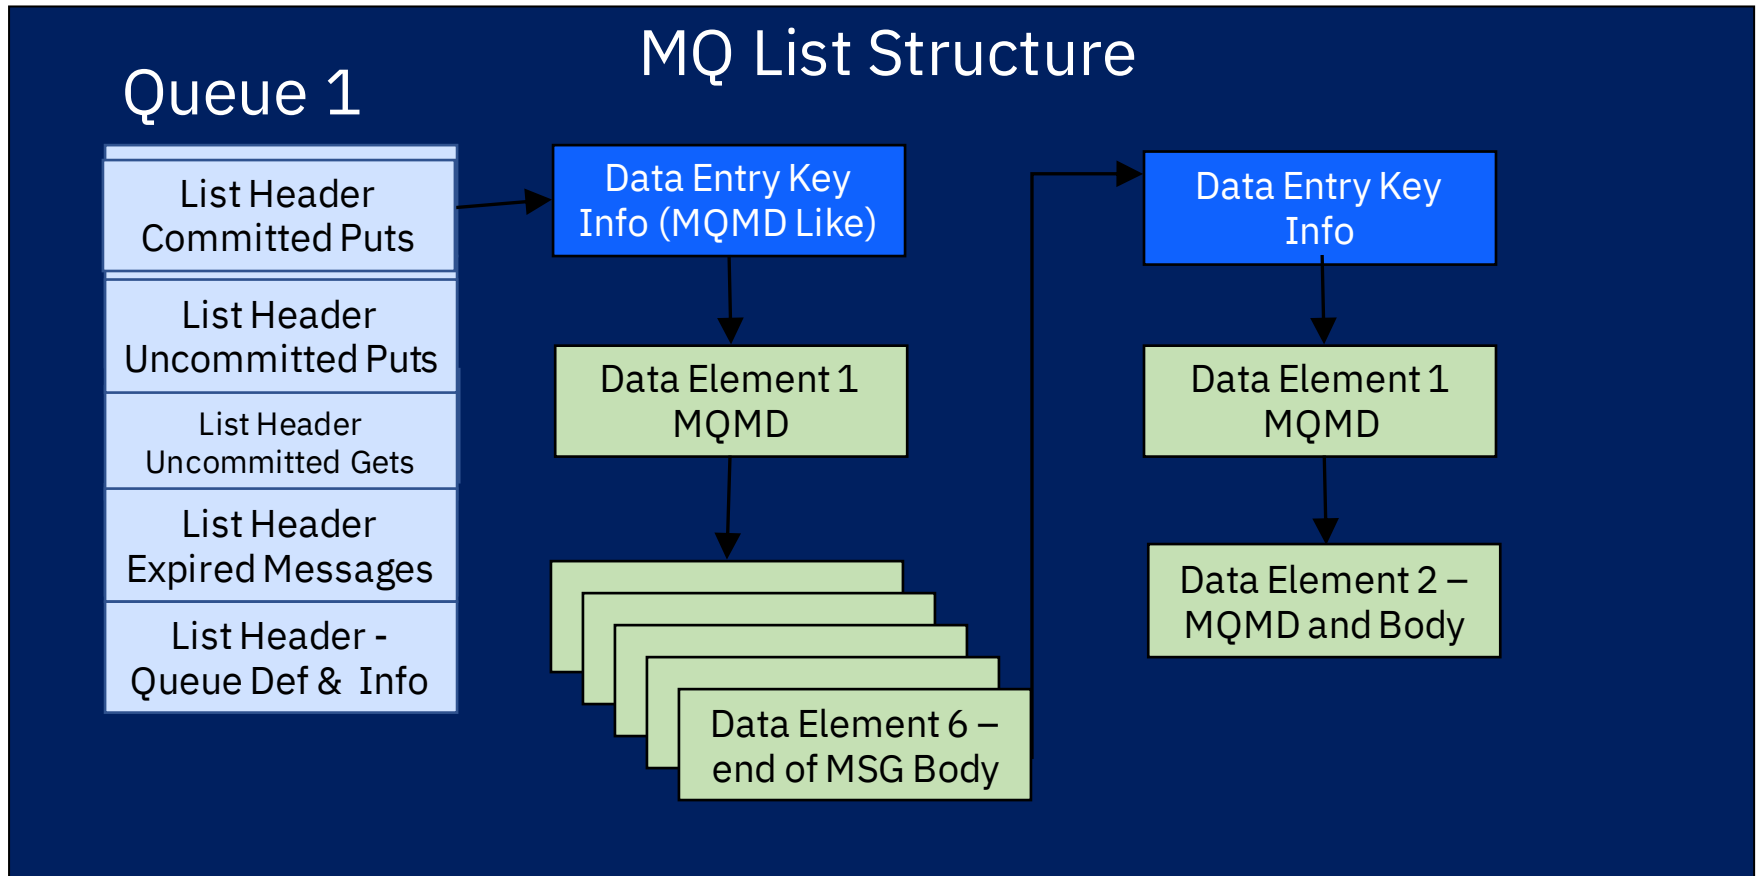 MQ List Structure
Queue 1
List Header
Committed Puts
List Header
Uncommitted Puts
List Header
Uncommitted Gets
List Header
Expired Messages
List Header -
Queue Def & Info
Data Entry Key
Info (MQMD Like)
Data Element 1
MQMD
Data Element 6 –
end of MSG Body
Data Entry Key
Info
Data Element 1
MQMD
Data Element 2 –
MQMD and Body